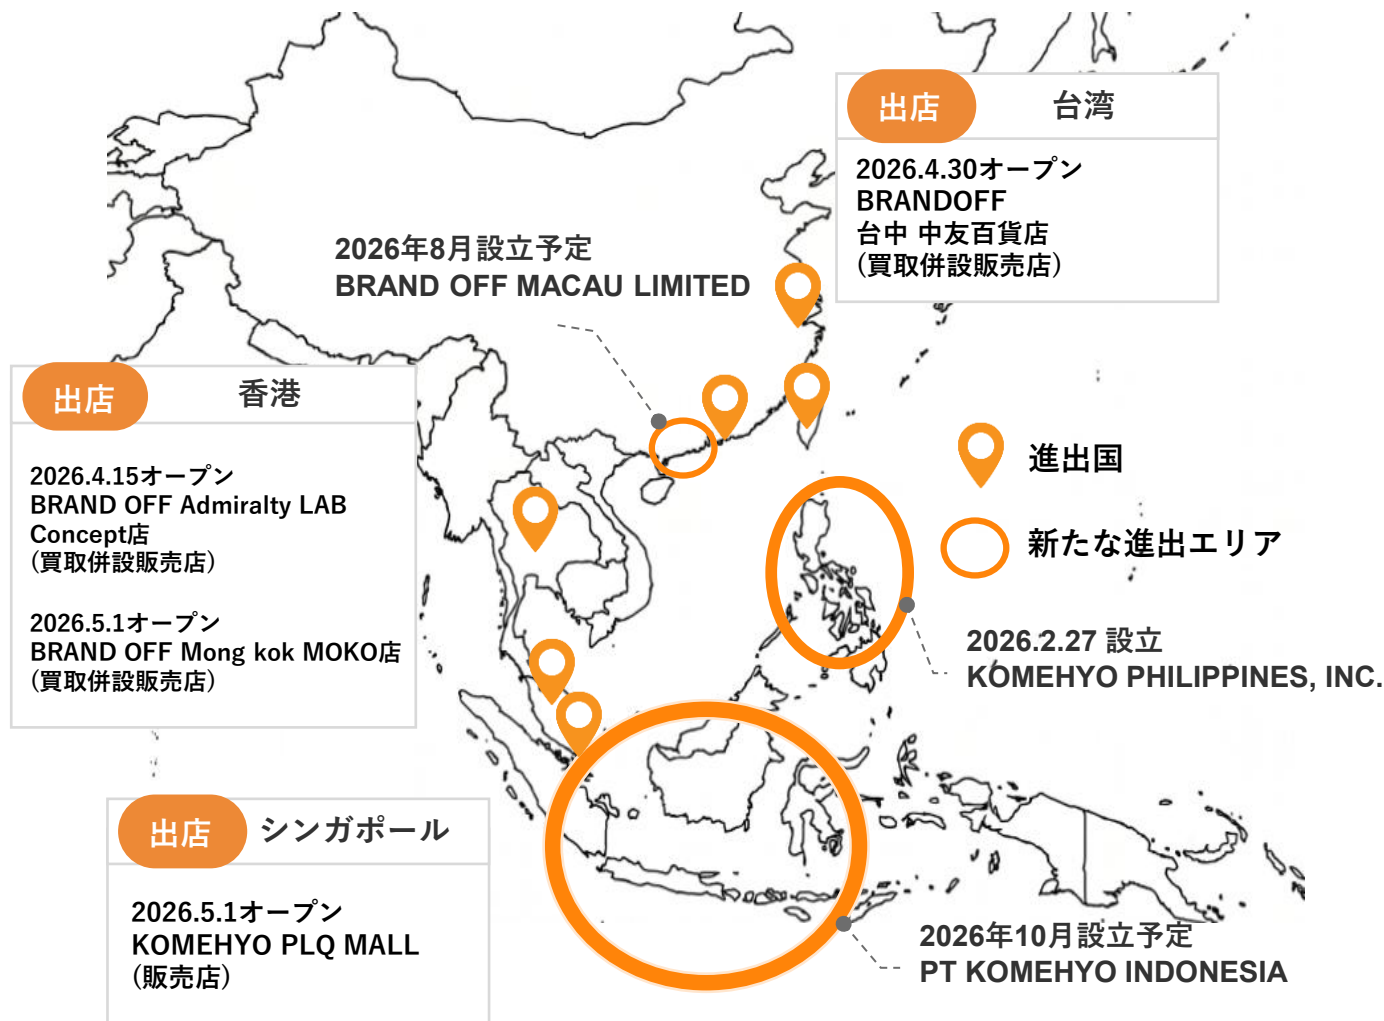 出店 台湾
2026.4.30オープン
BRANDOFF
台中 中友百貨店
(買取併設販売店)
2026年8月設立予定
BRAND OFF MACAU LIMITED
出店 香港
2026.4.15オープン
BRAND OFF Admiralty LAB
Concept店
(買取併設販売店)
2026.5.1オープン
BRAND OFF Mong kok MOKO店
(買取併設販売店)
進出国
新たな進出エリア
2026.2.27 設立
KOMEHYO PHILIPPINES, INC.
出店 シンガポール
2026.5.1オープン
KOMEHYO PLQ MALL
(販売店)
2026年10月設立予定
PT KOMEHYO INDONESIA